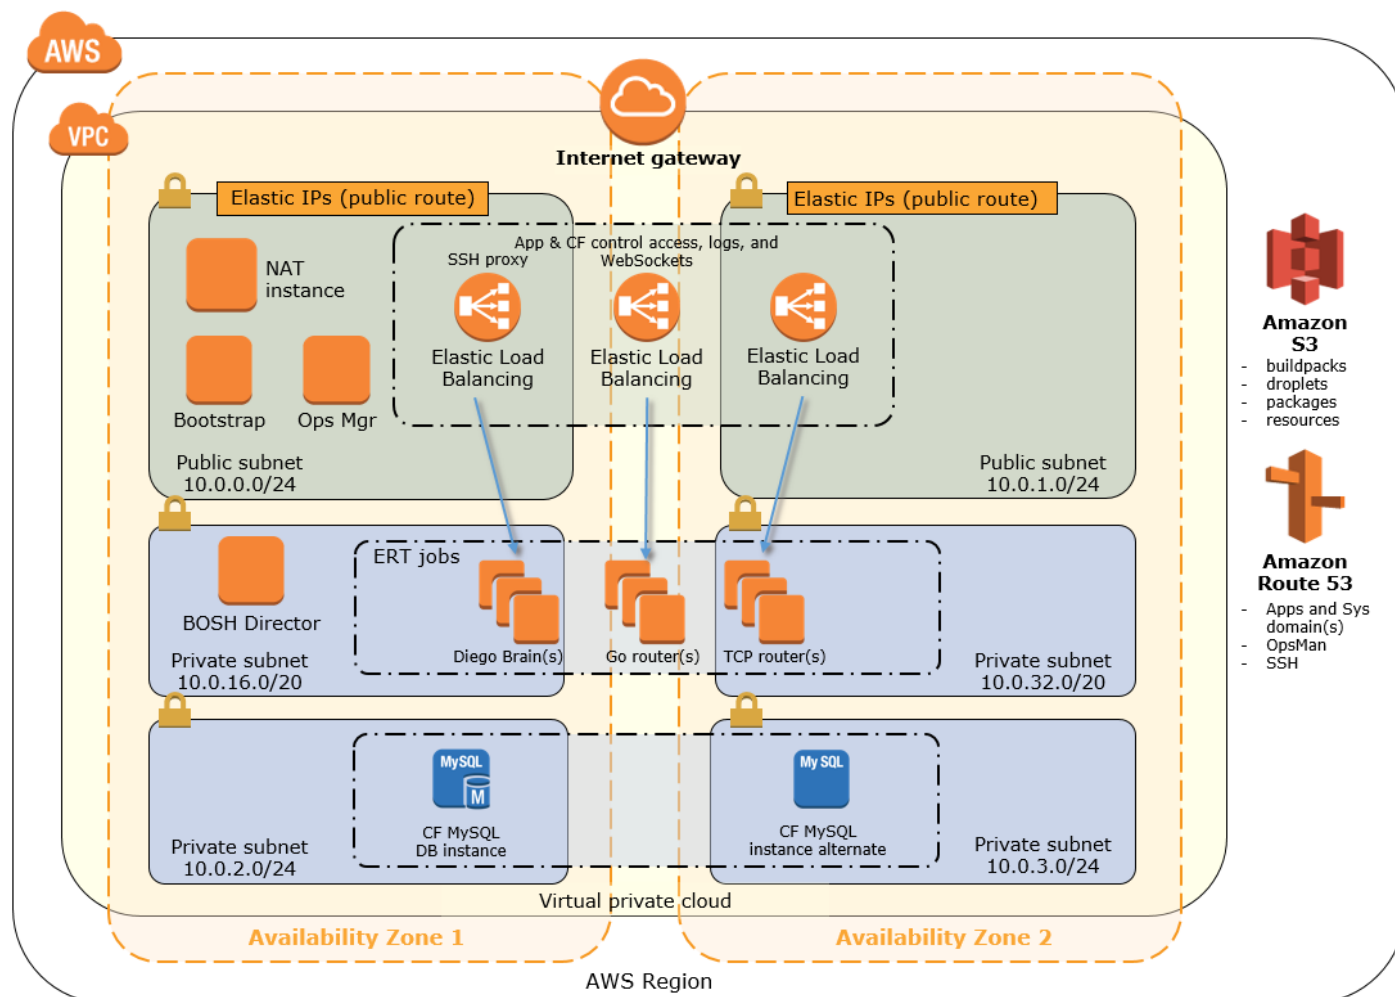 AWS
VPC
Internet gateway
Elastic IPs (public route)
Elastic IPs (public route)
App & CF control access, logs, and
WebSockets
SSH proxy
NAT
instance
Elastic Load
Balancing
Elastic Load
Balancing
Elastic Load
Balancing
Bootstrap
Ops Mgr
Public subnet
10.0.0.0/24
Public subnet
10.0.1.0/24
ERT jobs
BOSH Director
Diego Brain(s)
Go router(s)
TCP router(s)
Private subnet
10.0.16.0/20
Private subnet
10.0.32.0/20
MySQL
M
CF MySQL
DB instance
MySQL
CF MySQL
instance alternate
Private subnet
10.0.2.0/24
Private subnet
10.0.3.0/24
Virtual private cloud
Availability Zone 1
Availability Zone 2
AWS Region
Amazon
S3
- buildpacks
- droplets
- packages
- resources
Amazon
Route 53
- Apps and Sys
domain(s)
- OpsMan
- SSH